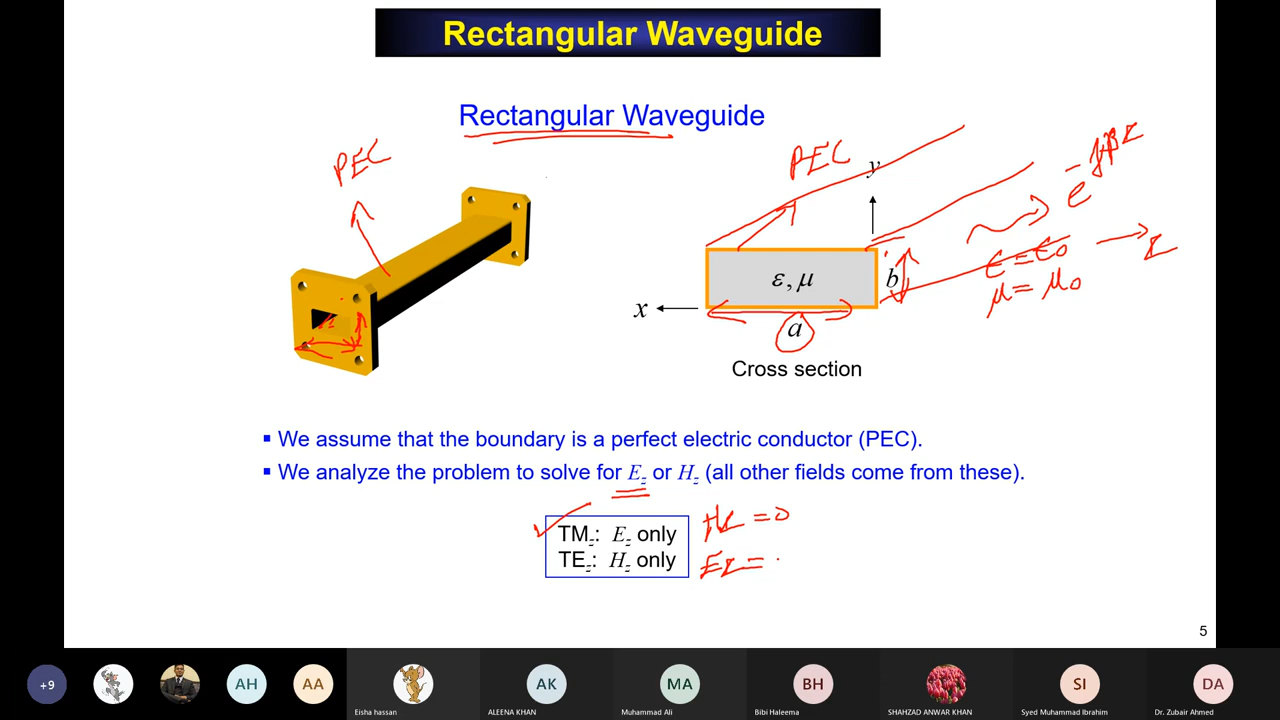 Rectangular Waveguide
Rectangular Waveguide
PEC
PEC
y
e^{-jβz}
ε, μ
b
ε = ε₀
z
μ = μ₀
x
a
Cross section
▪ We assume that the boundary is a perfect electric conductor (PEC).
▪ We analyze the problem to solve for E_z or H_z (all other fields come from these).
TM_z: E_z only
Hz = 0
TE_z: H_z only
Ez =
5
+9
AH
AA
Eisha hassan
AK
ALEENA KHAN
MA
Muhammad Ali
BH
Bibi Haleema
SHAHZAD ANWAR KHAN
SI
Syed Muhammad Ibrahim
DA
Dr. Zubair Ahmed